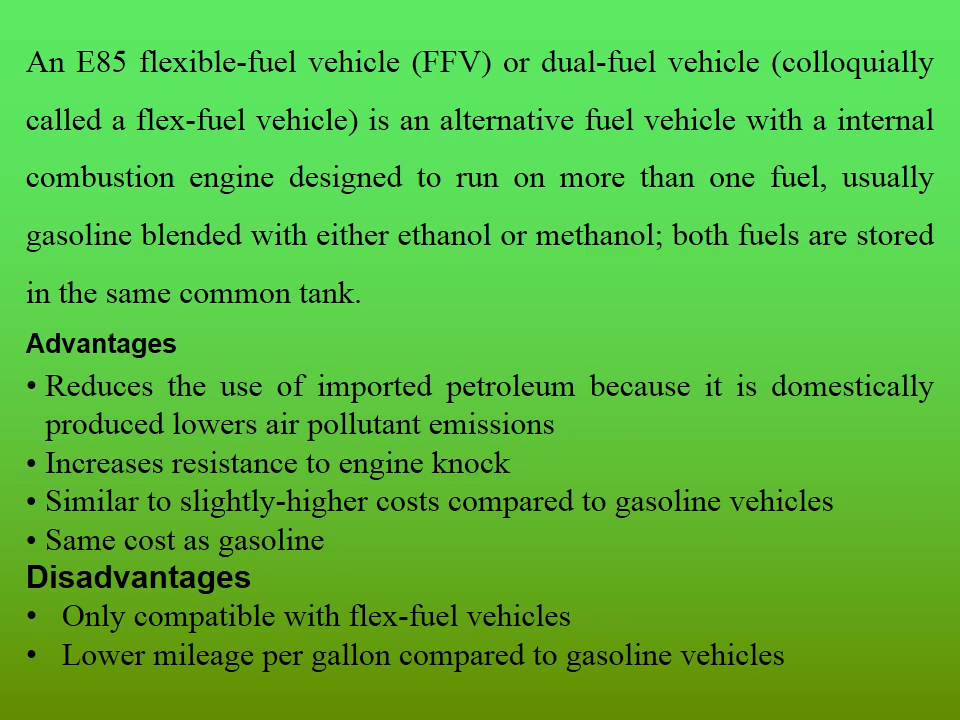 An E85 flexible-fuel vehicle (FFV) or dual-fuel vehicle (colloquially
called a flex-fuel vehicle) is an alternative fuel vehicle with a internal
combustion engine designed to run on more than one fuel, usually
gasoline blended with either ethanol or methanol; both fuels are stored
in the same common tank.
Advantages
• Reduces the use of imported petroleum because it is domestically
produced lowers air pollutant emissions
• Increases resistance to engine knock
• Similar to slightly-higher costs compared to gasoline vehicles
• Same cost as gasoline
Disadvantages
• Only compatible with flex-fuel vehicles
• Lower mileage per gallon compared to gasoline vehicles